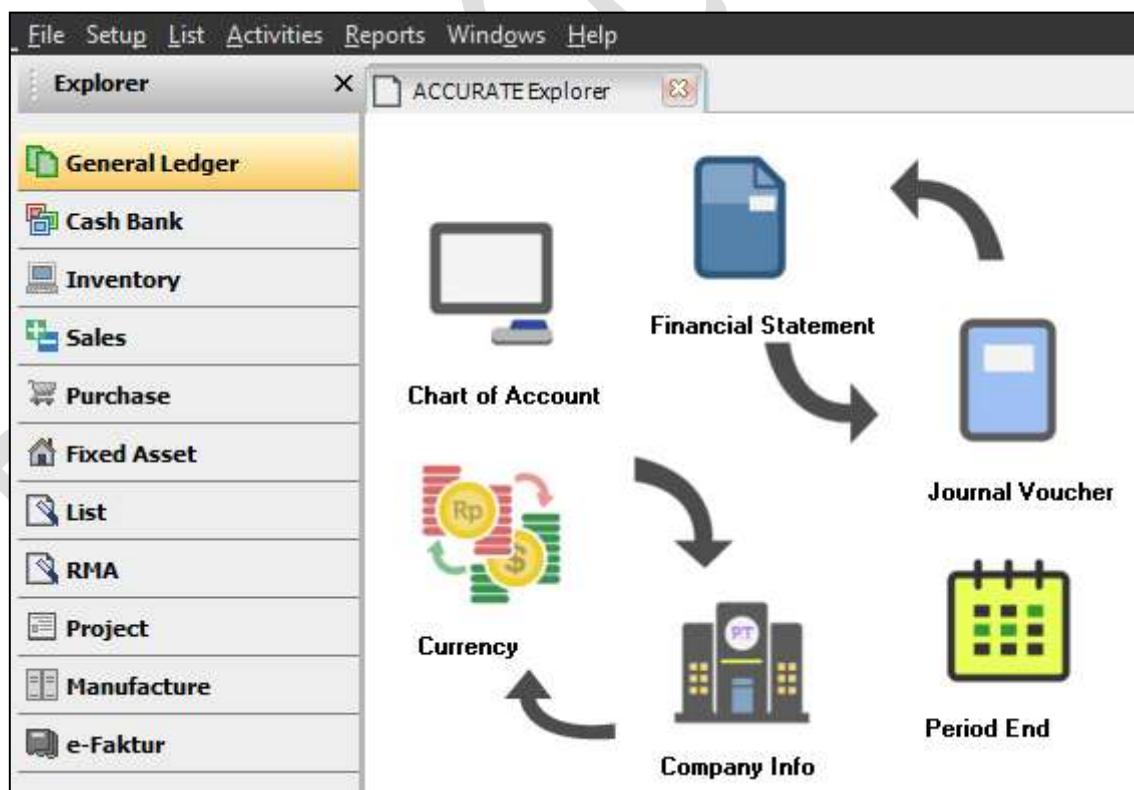 File Setup List Activities Reports Windows Help
Explorer
ACCURATE Explorer
General Ledger
Cash Bank
Inventory
Sales
Purchase
Fixed Asset
List
RMA
Project
Manufacture
e-Faktur
Financial Statement
Chart of Account
Journal Voucher
Rp
$
Currency
PT
Company Info
Period End